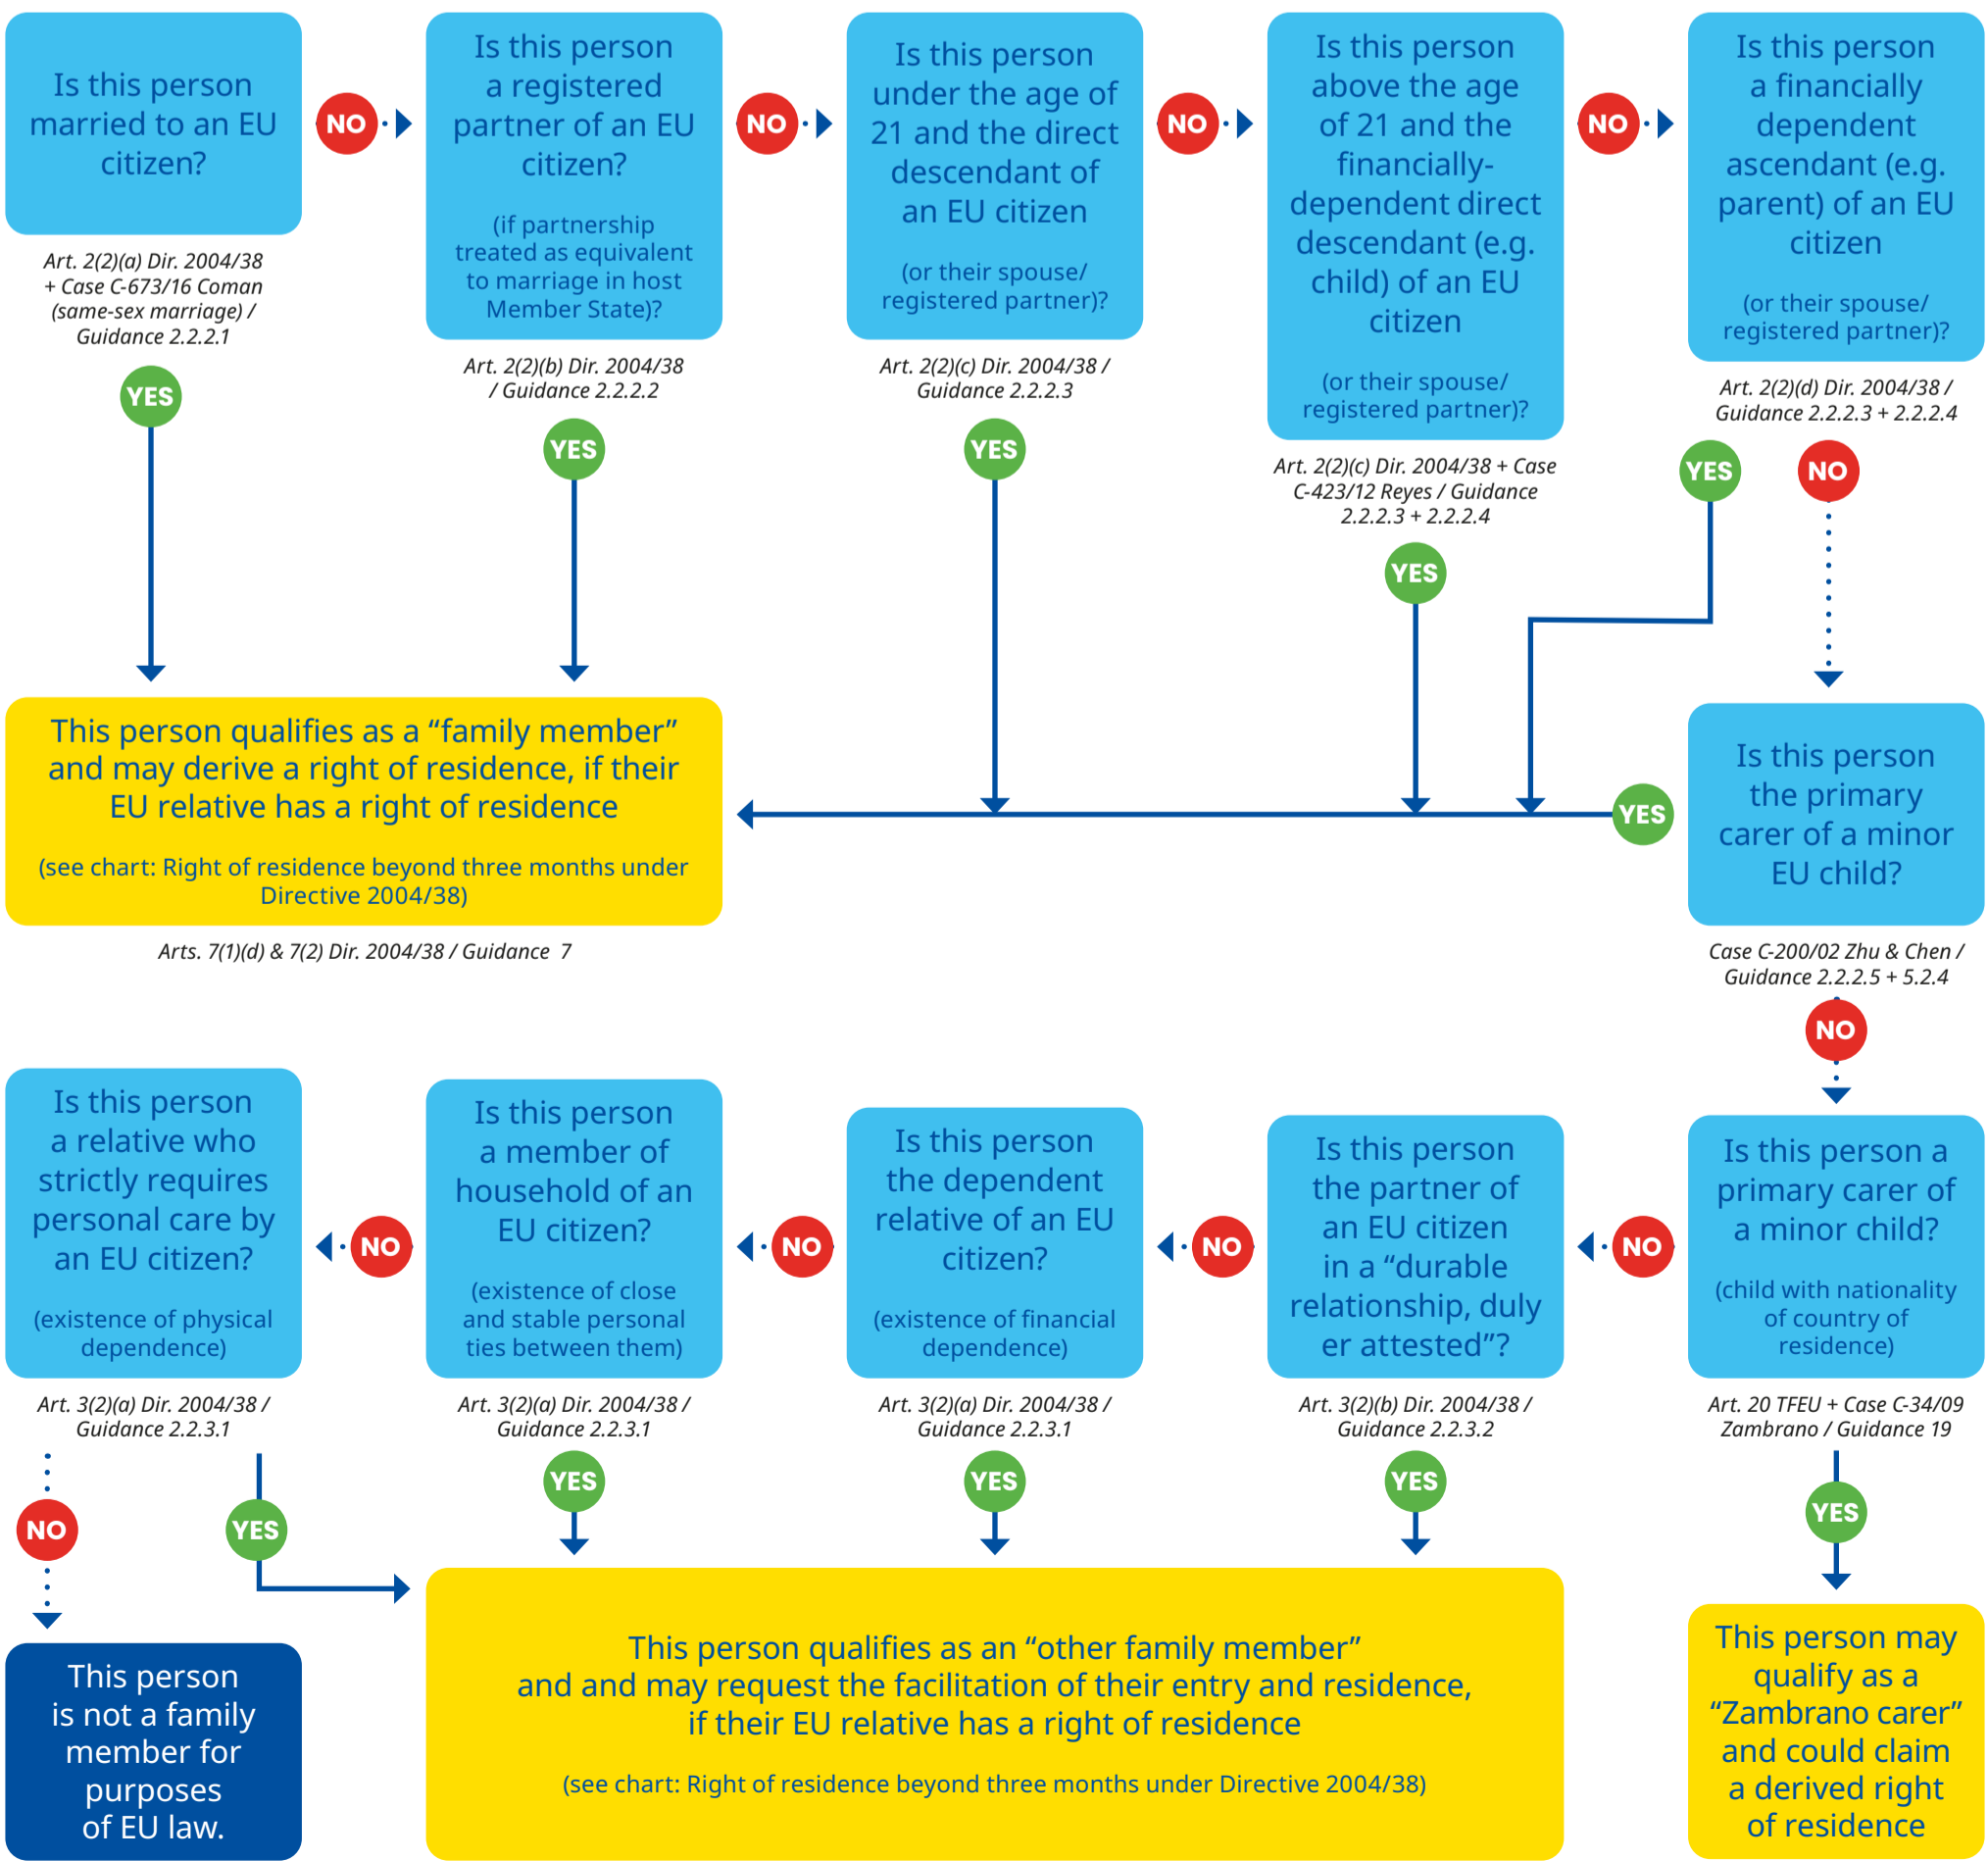 Is this person
married to an EU
citizen?
Art. 2(2)(a) Dir. 2004/38
+ Case C-673/16 Coman
(same-sex marriage) /
Guidance 2.2.2.1
YES
NO
Is this person
a registered
partner of an EU
citizen?
(if partnership
treated as equivalent
to marriage in host
Member State)?
Art. 2(2)(b) Dir. 2004/38
/ Guidance 2.2.2.2
YES
NO
Is this person
under the age of
21 and the direct
descendant of
an EU citizen
(or their spouse/
registered partner)?
Art. 2(2)(c) Dir. 2004/38 /
Guidance 2.2.2.3
YES
NO
Is this person
above the age
of 21 and the
financially-
dependent direct
descendant (e.g.
child) of an EU
citizen
(or their spouse/
registered partner)?
Art. 2(2)(c) Dir. 2004/38 + Case
C-423/12 Reyes / Guidance
2.2.2.3 + 2.2.2.4
YES
NO
Is this person
a financially
dependent
ascendant (e.g.
parent) of an EU
citizen
(or their spouse/
registered partner)?
Art. 2(2)(d) Dir. 2004/38 /
Guidance 2.2.2.3 + 2.2.2.4
YES
NO
This person qualifies as a “family member”
and may derive a right of residence, if their
EU relative has a right of residence
(see chart: Right of residence beyond three months under
Directive 2004/38)
Arts. 7(1)(d) & 7(2) Dir. 2004/38 / Guidance 7
YES
Is this person
the primary
carer of a minor
EU child?
Case C-200/02 Zhu & Chen /
Guidance 2.2.2.5 + 5.2.4
NO
Is this person a
primary carer of
a minor child?
(child with nationality
of country of
residence)
Art. 20 TFEU + Case C-34/09
Zambrano / Guidance 19
YES
NO
Is this person
the partner of
an EU citizen
in a “durable
relationship, duly
er attested”?
Art. 3(2)(b) Dir. 2004/38 /
Guidance 2.2.3.2
YES
NO
Is this person
the dependent
relative of an EU
citizen?
(existence of financial
dependence)
Art. 3(2)(a) Dir. 2004/38 /
Guidance 2.2.3.1
YES
NO
Is this person
a member of
household of an
EU citizen?
(existence of close
and stable personal
ties between them)
Art. 3(2)(a) Dir. 2004/38 /
Guidance 2.2.3.1
YES
NO
Is this person
a relative who
strictly requires
personal care by
an EU citizen?
(existence of physical
dependence)
Art. 3(2)(a) Dir. 2004/38 /
Guidance 2.2.3.1
NO
YES
This person
is not a family
member for
purposes
of EU law.
This person qualifies as an “other family member”
and and may request the facilitation of their entry and residence,
if their EU relative has a right of residence
(see chart: Right of residence beyond three months under Directive 2004/38)
This person may
qualify as a
“Zambrano carer”
and could claim
a derived right
of residence